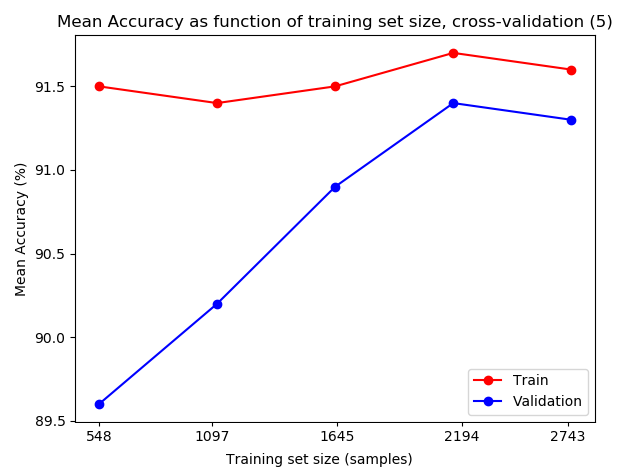 Mean Accuracy as function of training set size, cross-validation (5)
91.5
91.0
90.5
90.0
89.5
Mean Accuracy (%)
Train
Validation
548 1097 1645 2194 2743
Training set size (samples)